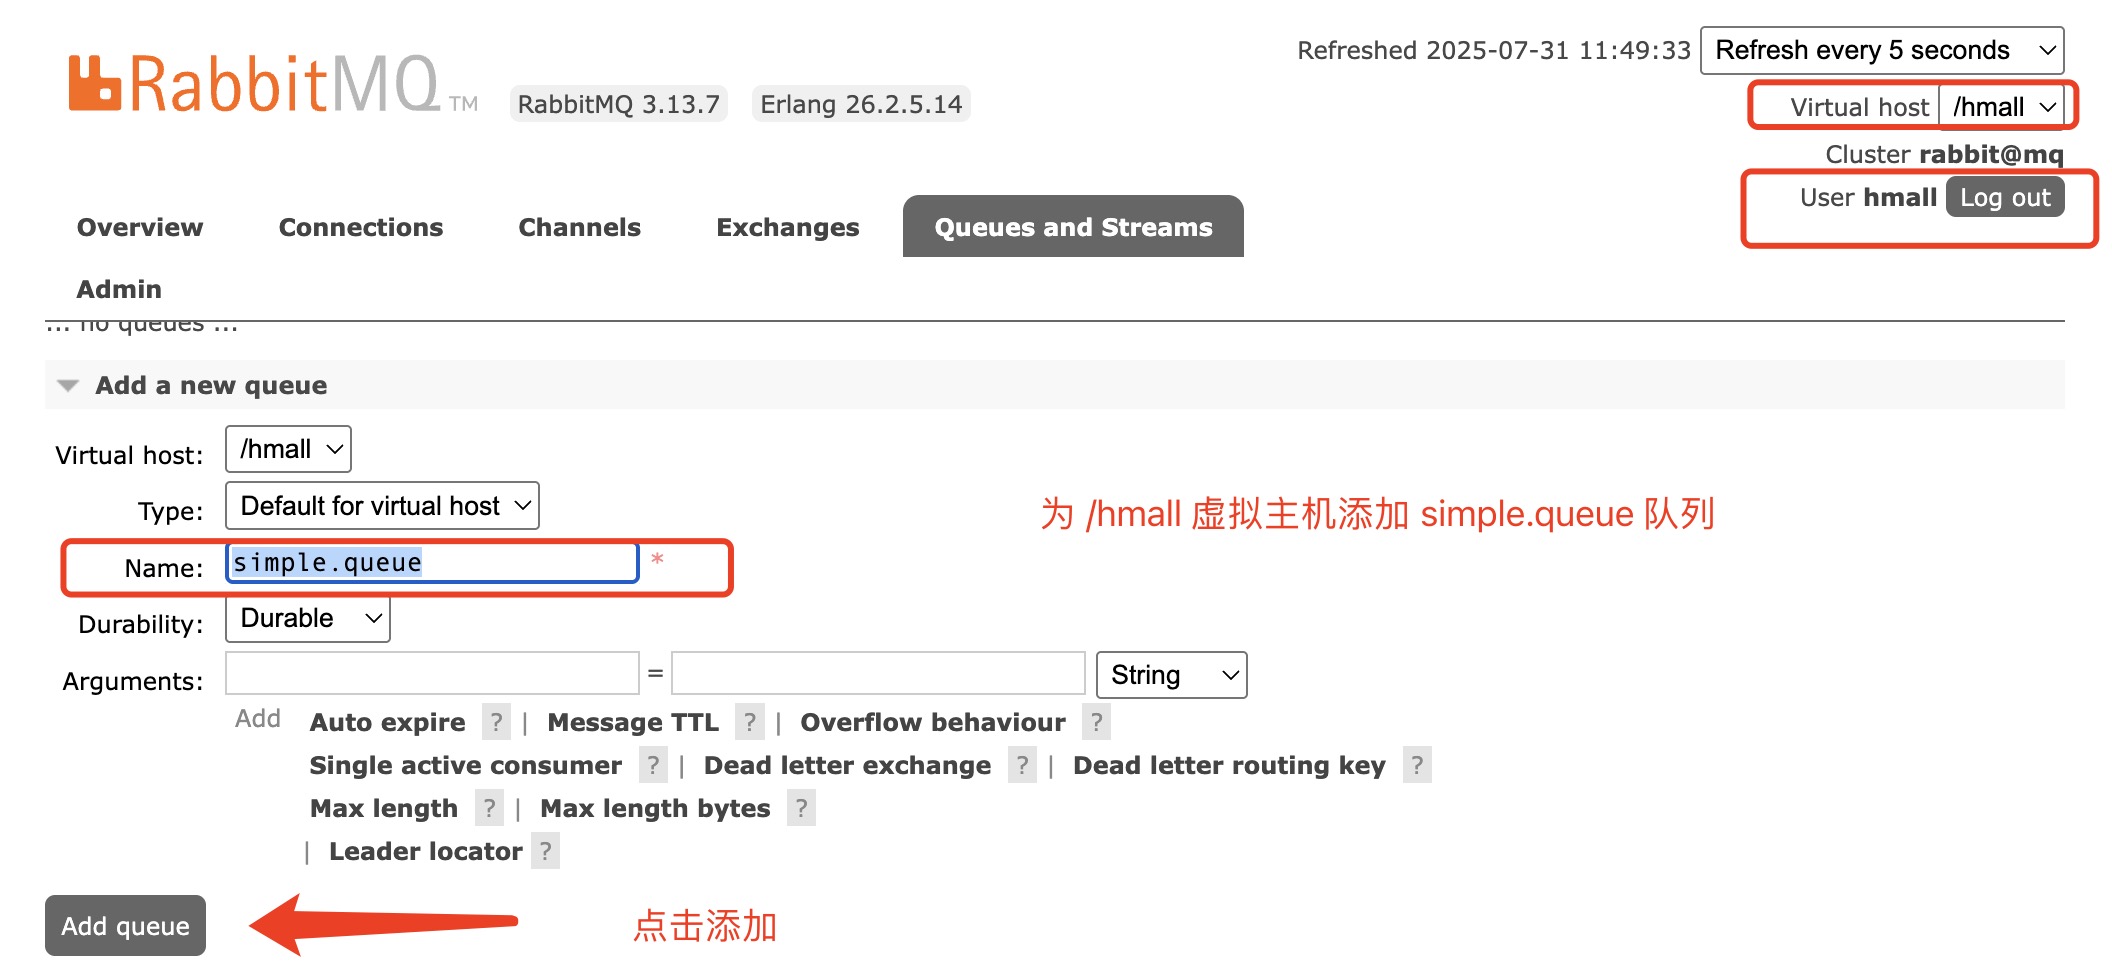 Refreshed 2025-07-31 11:49:33 Refresh every 5 seconds
RabbitMQ TM RabbitMQ 3.13.7 Erlang 26.2.5.14
Virtual host /hmall
Cluster rabbit@mq
User hmall Log out
Overview Connections Channels Exchanges Queues and Streams
Admin
... no queues ...
Add a new queue
Virtual host: /hmall
Type: Default for virtual host
为 /hmall 虚拟主机添加 simple.queue 队列
Name: simple.queue *
Durability: Durable
Arguments: = String
Add Auto expire ? | Message TTL ? | Overflow behaviour ?
Single active consumer ? | Dead letter exchange ? | Dead letter routing key ?
Max length ? | Max length bytes ?
| Leader locator ?
Add queue 点击添加